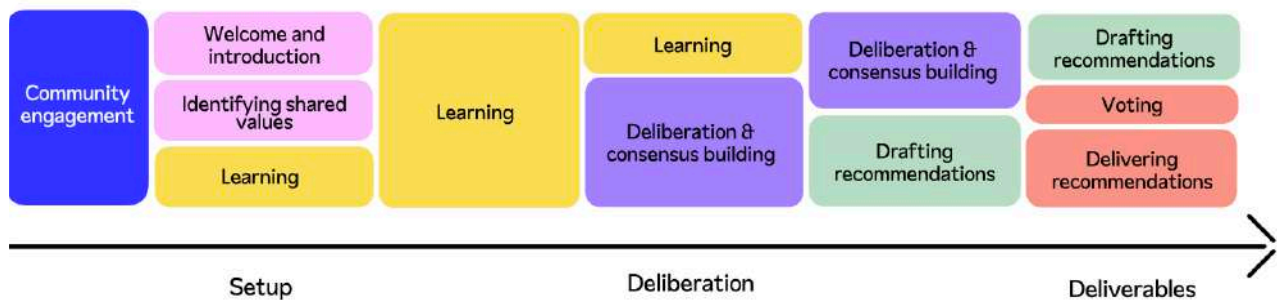 Community
engagement
Welcome and
introduction
Identifying shared
values
Learning
Learning
Learning
Deliberation &
consensus building
Deliberation &
consensus building
Drafting
recommendations
Drafting
recommendations
Voting
Delivering
recommendations
Setup
Deliberation
Deliverables